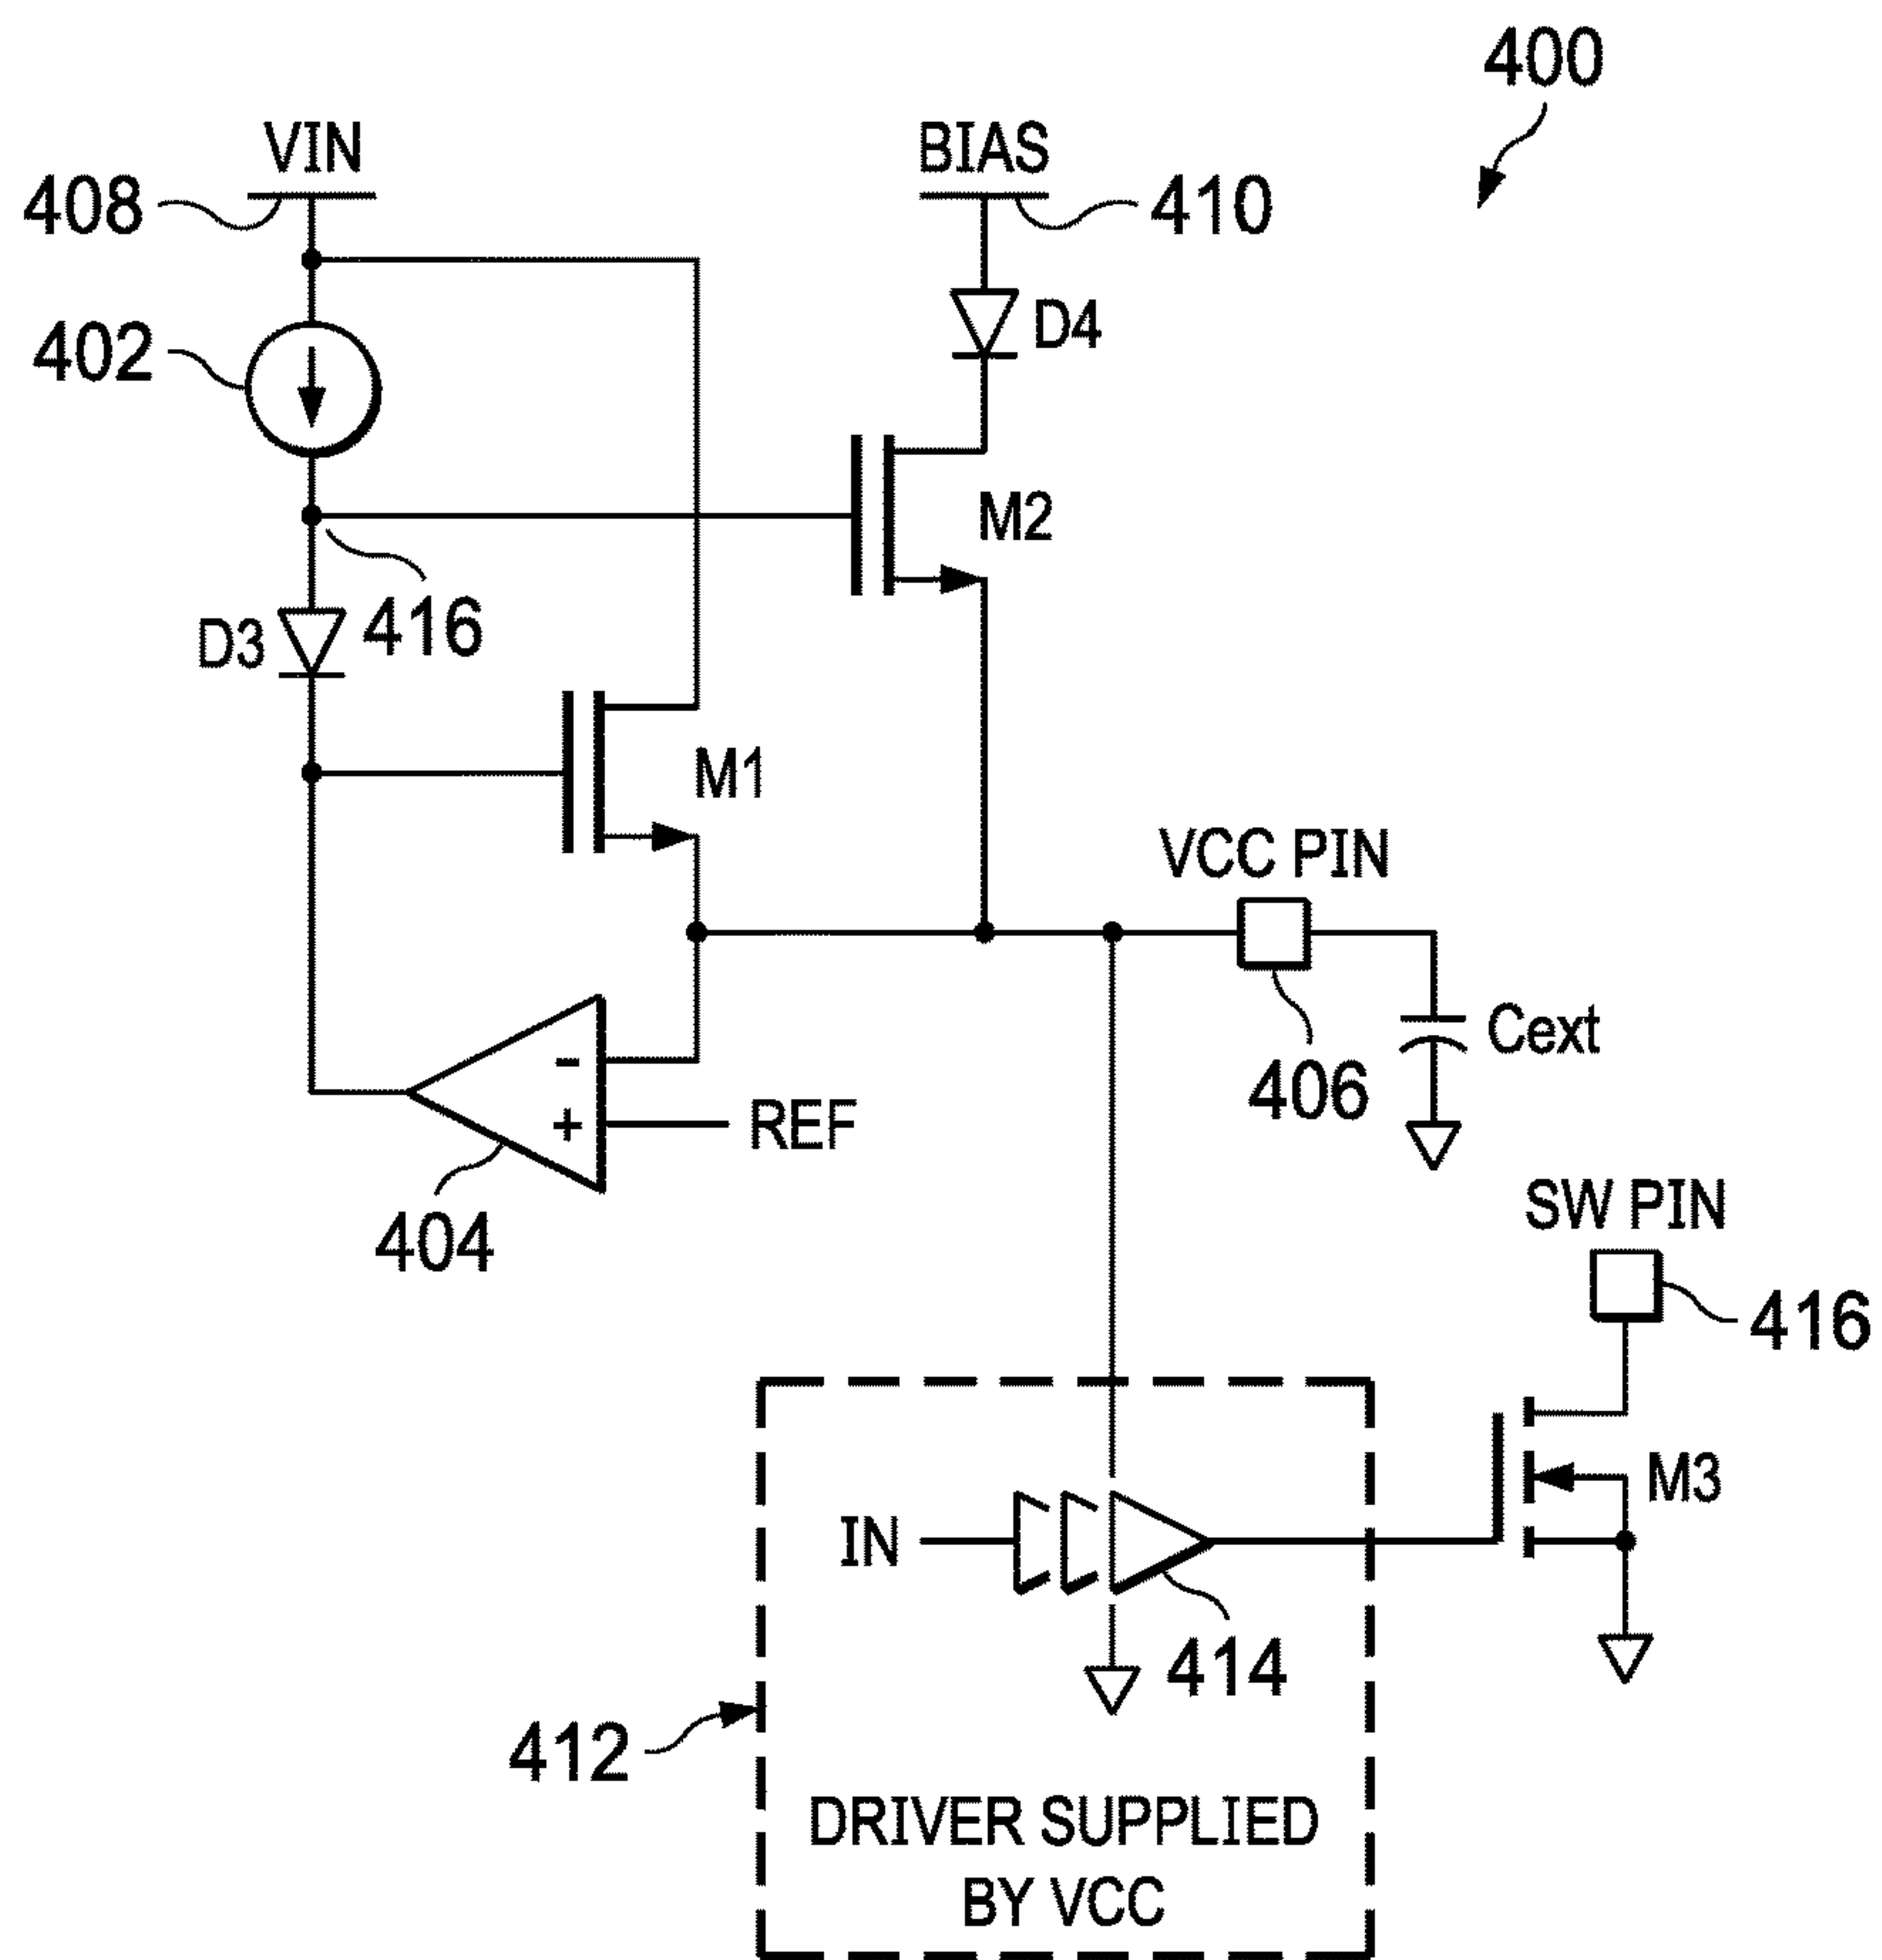 400
VIN
BIAS
408
410
402
D4
M2
416
D3
M1
VCC PIN
-
+
REF
Cext
406
404
SW PIN
416
M3
IN
414
412
DRIVER SUPPLIED
BY VCC